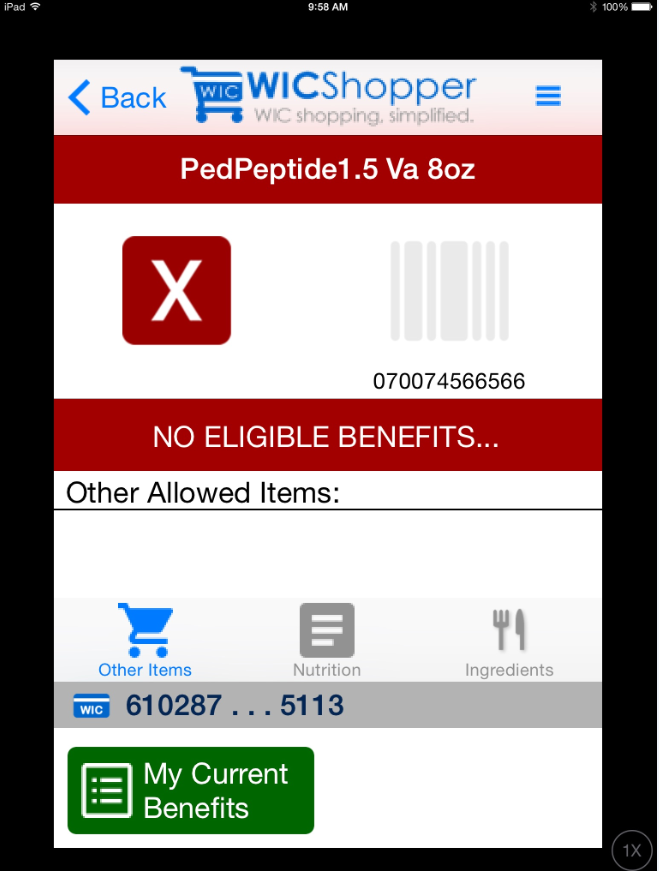 iPad 9:58 AM 100%
Back WIC WICShopper
WIC shopping, simplified.
PedPeptide1.5 Va 8oz
X
070074566566
NO ELIGIBLE BENEFITS...
Other Allowed Items:
Other Items Nutrition Ingredients
WIC 610287 . . . 5113
My Current
Benefits
1X